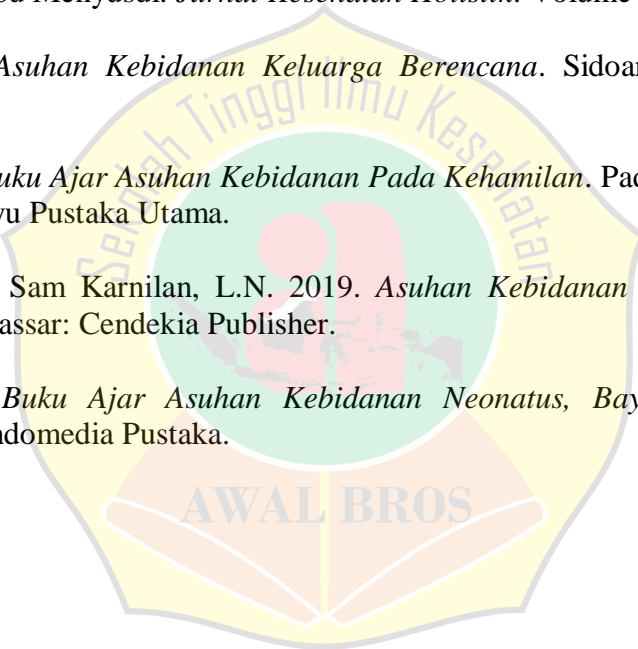 Menyusui. Jurnal Kesehatan Holistik. Volume
Asuhan Kebidanan Keluarga Berencana. Sidoar
uku Ajar Asuhan Kebidanan Pada Kehamilan. Pad
yu Pustaka Utama.
Sam Karnilan, L.N. 2019. Asuhan Kebidanan
assar: Cendekia Publisher.
Buku Ajar Asuhan Kebidanan Neonatus, Bay
ndomedia Pustaka.
Sekolah Tinggi Ilmu Kesehatan
AWAL BROS